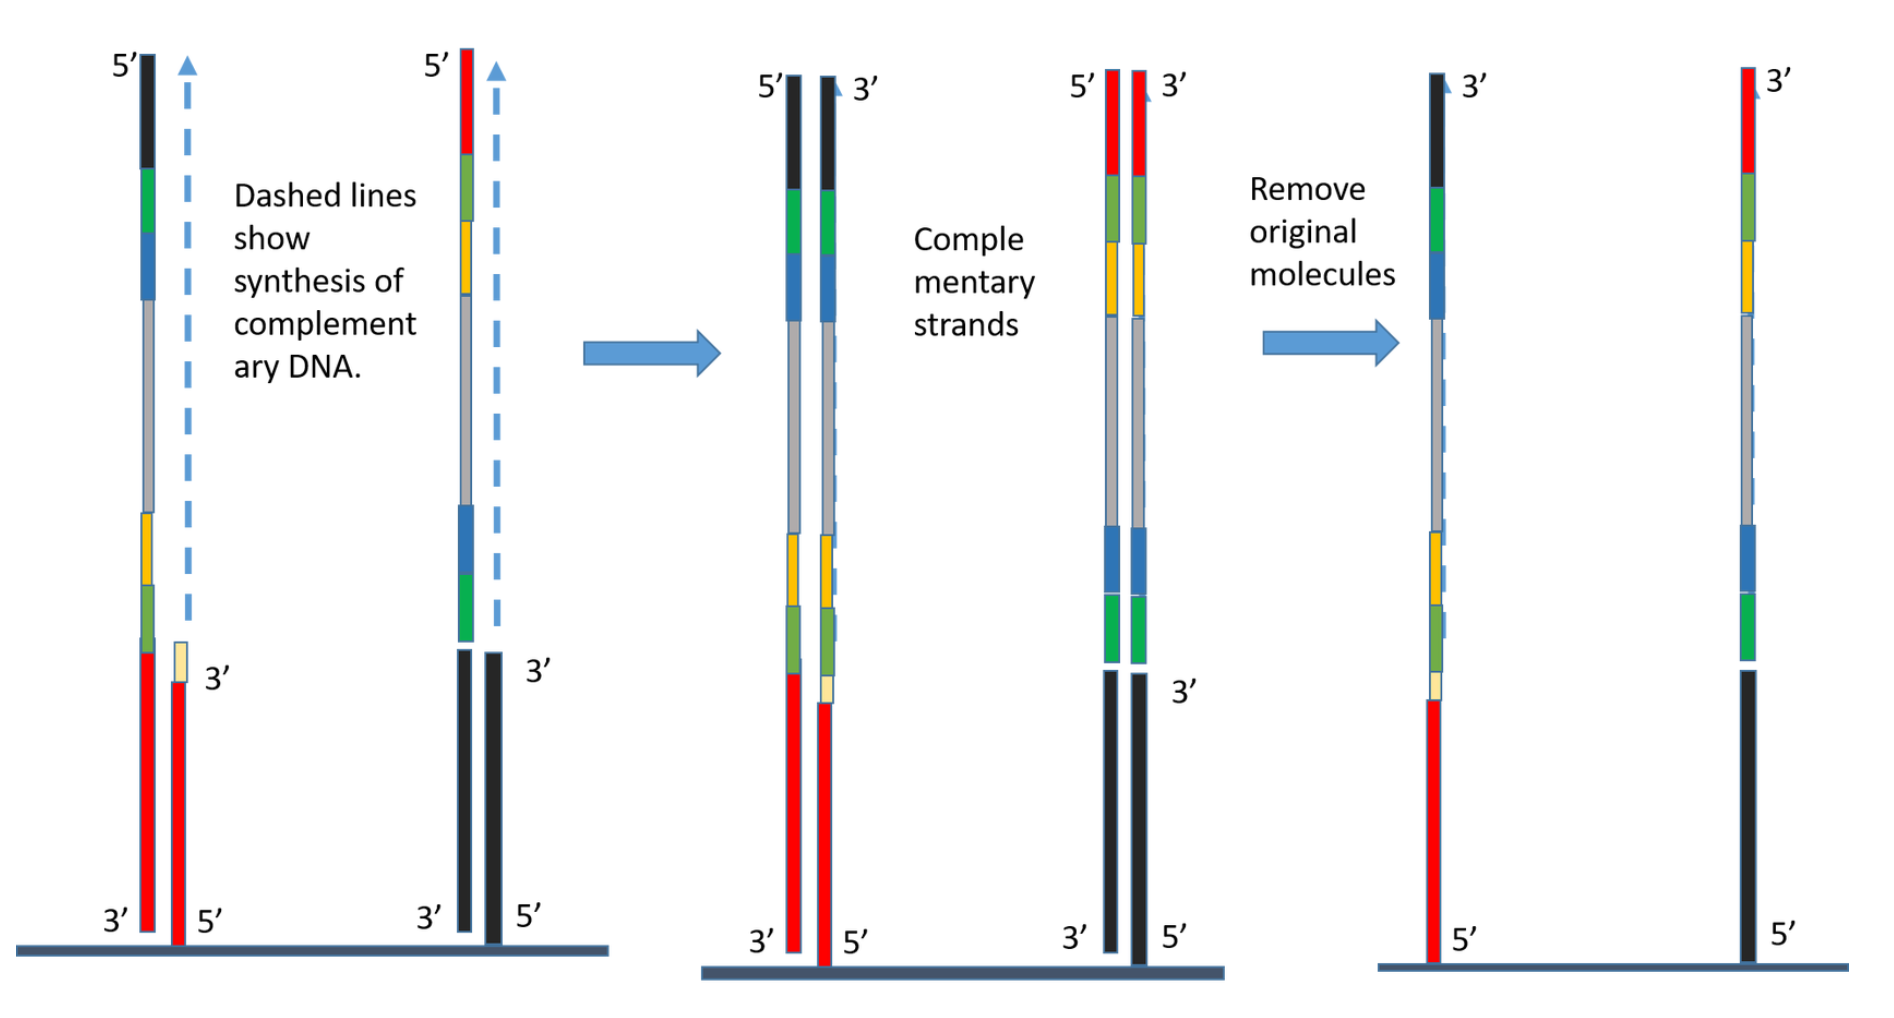 5’
5’
Dashed lines
show
synthesis of
complement
ary DNA.
3’
3’
3’
5’
3’
5’
5’
3’
5’
3’
Comple
mentary
strands
3’
3’
5’
3’
5’
Remove
original
molecules
3’
3’
5’
5’